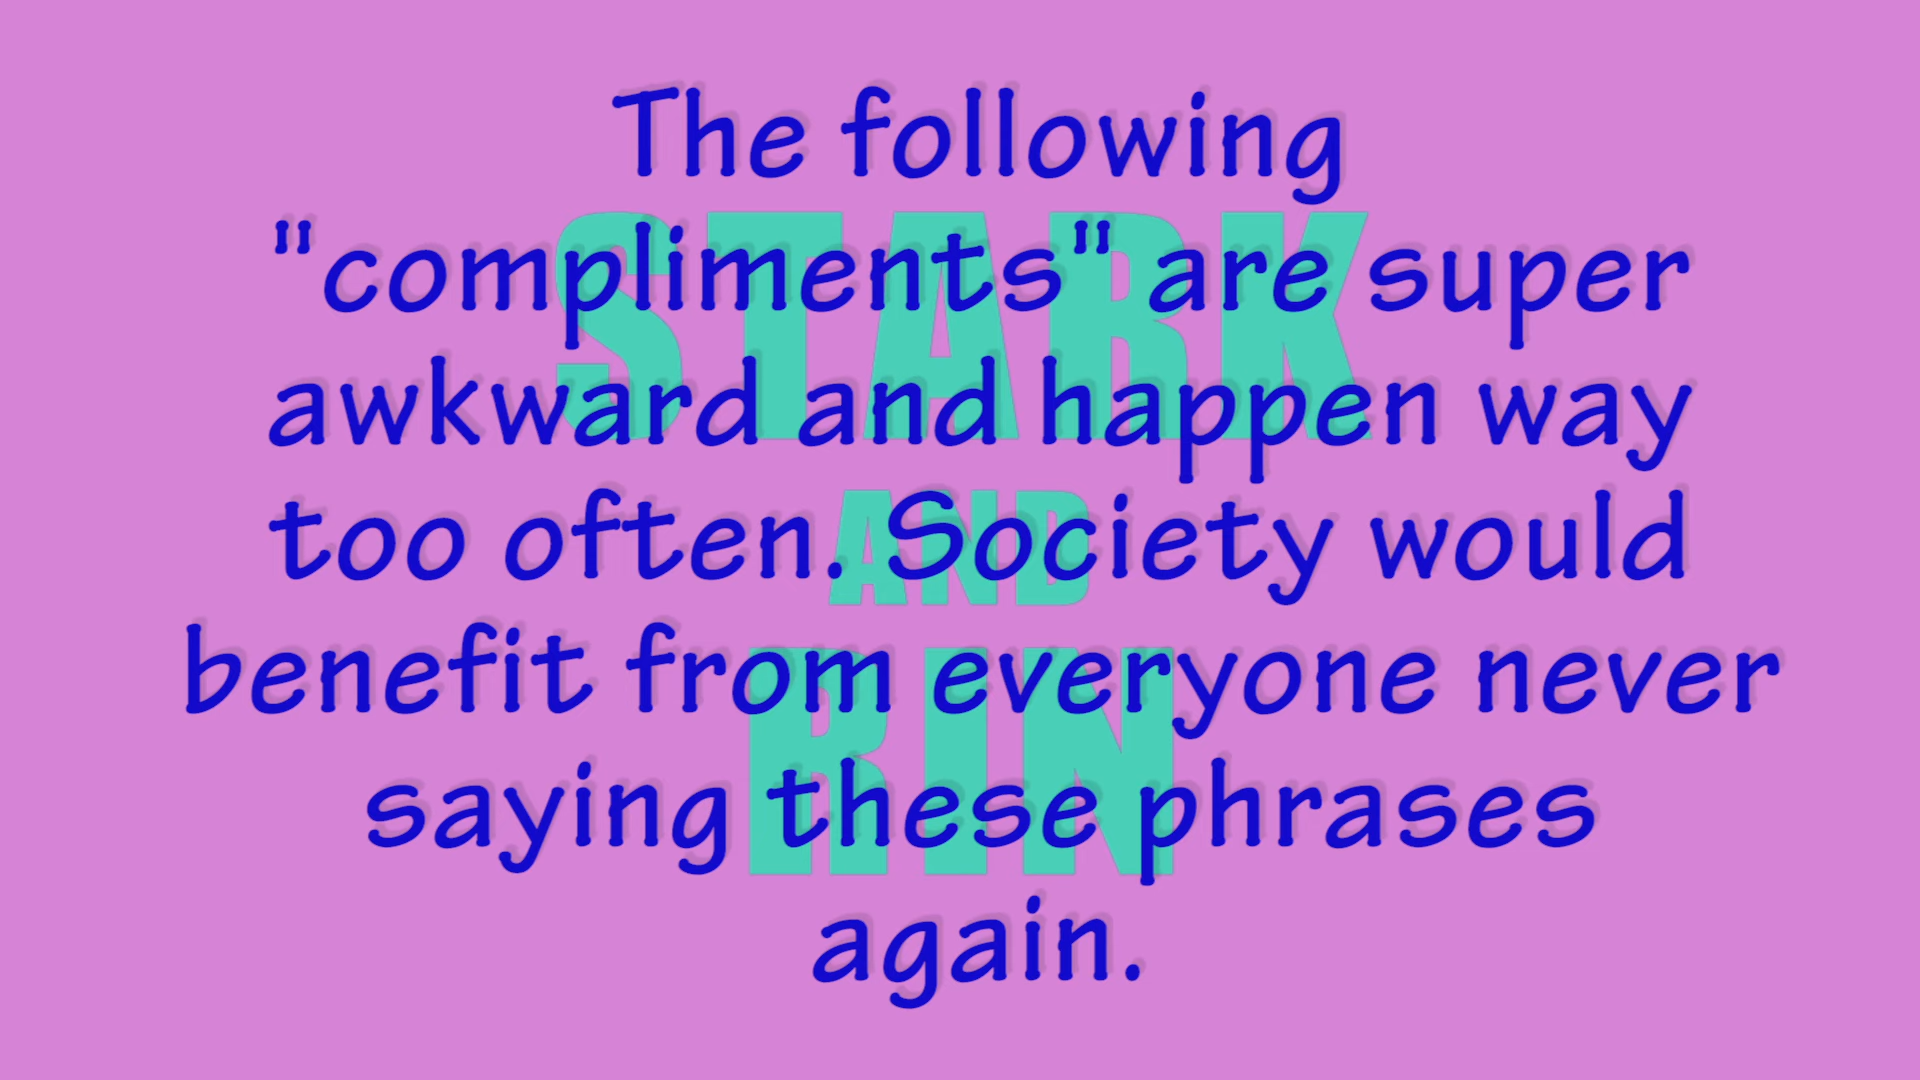 The following
"compliments" are super
awkward and happen way
too often. Society would
benefit from everyone never
saying these phrases
again.
STARK
AND
RIN